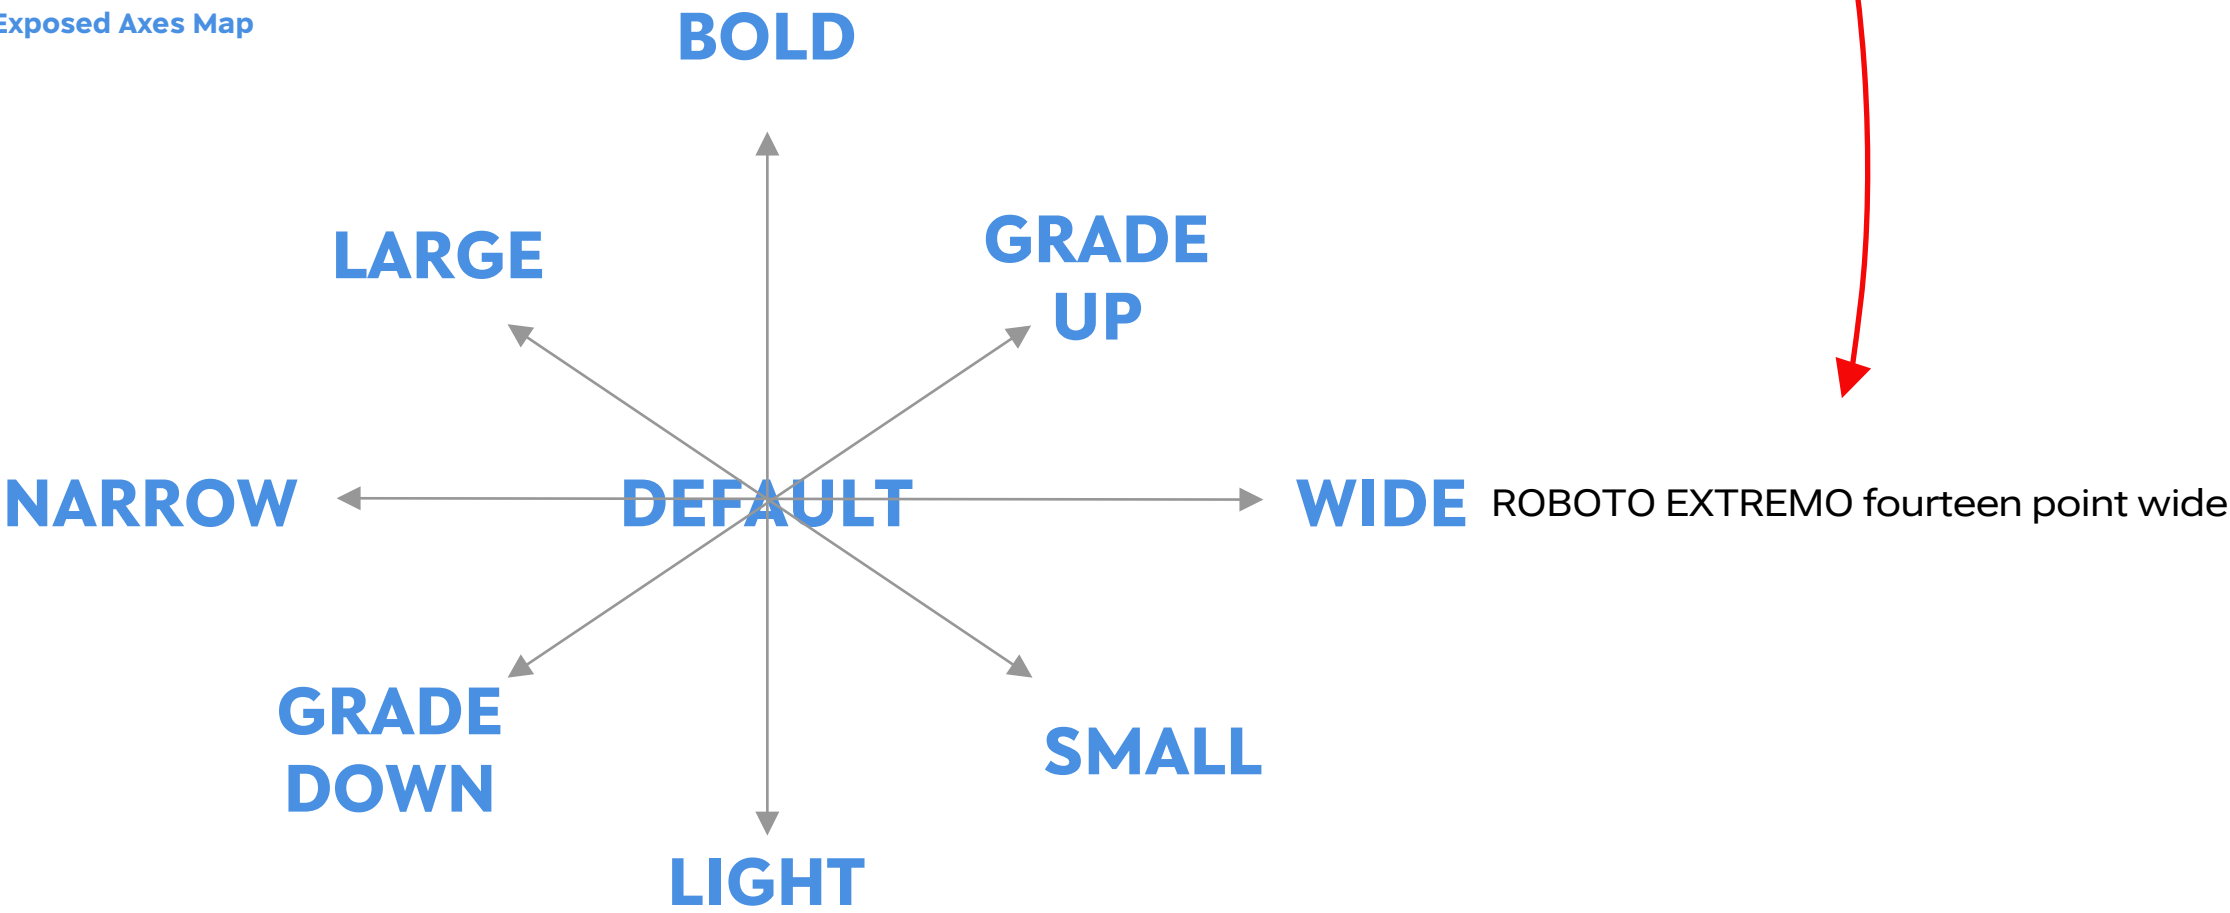 Exposed Axes Map
BOLD
LARGE
GRADE
UP
NARROW
DEFAULT
WIDE ROBOTO EXTREMO fourteen point wide
GRADE
DOWN
SMALL
LIGHT